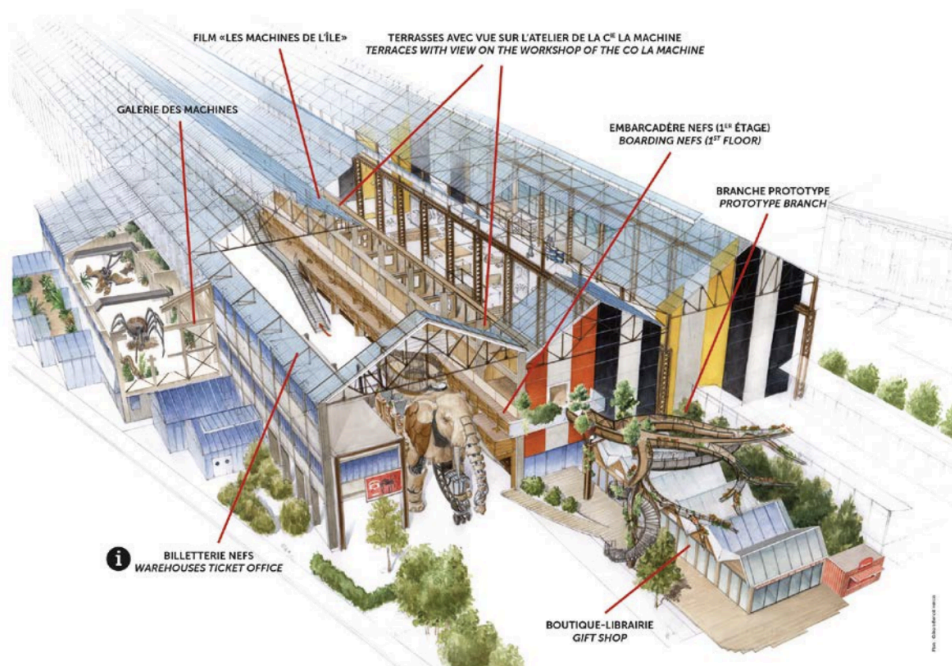 FILM «LES MACHINES DE L'ÎLE»
TERRASSES AVEC VUE SUR L'ATELIER DE LA Cᴵᴱ LA MACHINE
TERRACES WITH VIEW ON THE WORKSHOP OF THE CO LA MACHINE
GALERIE DES MACHINES
EMBARCADÈRE NEFS (1ᴱᴿ ÉTAGE)
BOARDING NEFS (1ˢᵀ FLOOR)
BRANCHE PROTOTYPE
PROTOTYPE BRANCH
i
BILLETTERIE NEFS
WAREHOUSES TICKET OFFICE
BOUTIQUE-LIBRAIRIE
GIFT SHOP